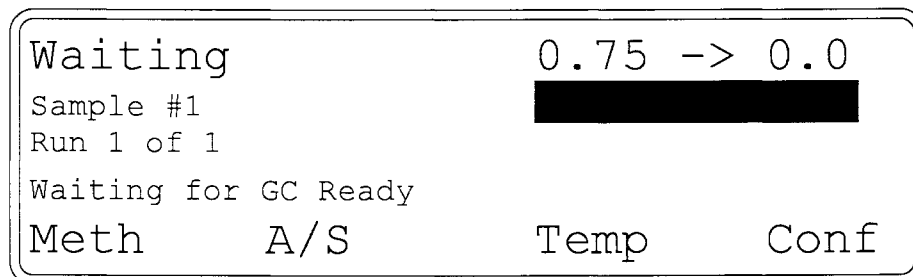 Waiting 0.75 -> 0.0
Sample #1
Run 1 of 1
Waiting for GC Ready
Meth A/S Temp Conf